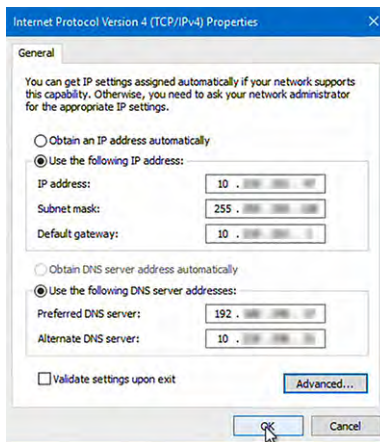 Internet Protocol Version 4 (TCP/IPv4) Properties
General
You can get IP settings assigned automatically if your network supports
this capability. Otherwise, you need to ask your network administrator
for the appropriate IP settings.
Obtain an IP address automatically
Use the following IP address:
IP address: 10 .
Subnet mask: 255 .
Default gateway: 10 .
Obtain DNS server address automatically
Use the following DNS server addresses:
Preferred DNS server: 192 .
Alternate DNS server: 10 .
Validate settings upon exit
Advanced...
OK Cancel